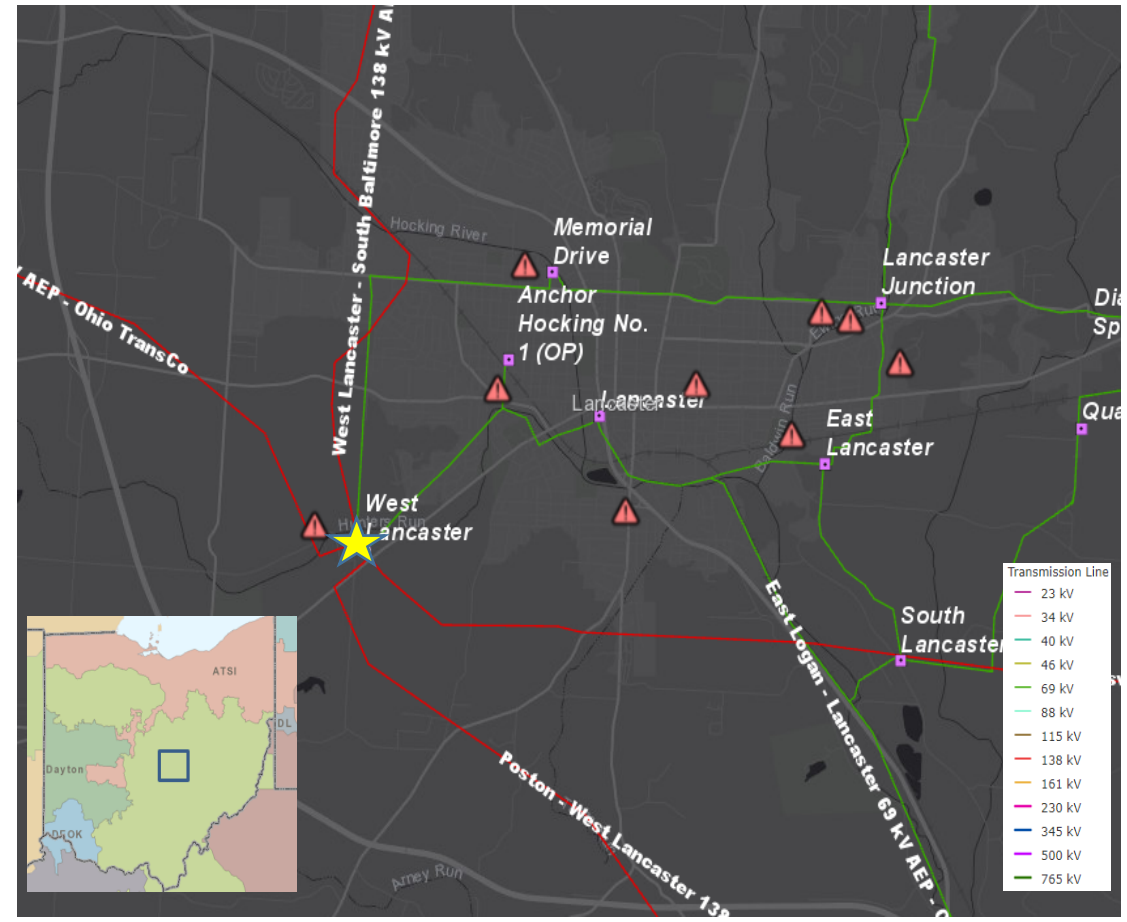 West Lancaster - South Baltimore 138 kV A
Hocking River
Memorial
Drive
Lancaster
Junction
/ AEP - Ohio TransCo
Anchor
Hocking No.
1 (OP)
Dia
Sp
Lancaster
Lancaster
Baldwin Run
East
Lancaster
Qua
West
Lancaster
Hunters Run
East Logan - Lancaster 69 kV AEP - O
South
Lancaster
Poston - West Lancaster 138
Arney Run
Transmission Line
23 kV
34 kV
40 kV
46 kV
69 kV
88 kV
115 kV
138 kV
161 kV
230 kV
345 kV
500 kV
765 kV
ATSI
DL
Dayton
DEOK